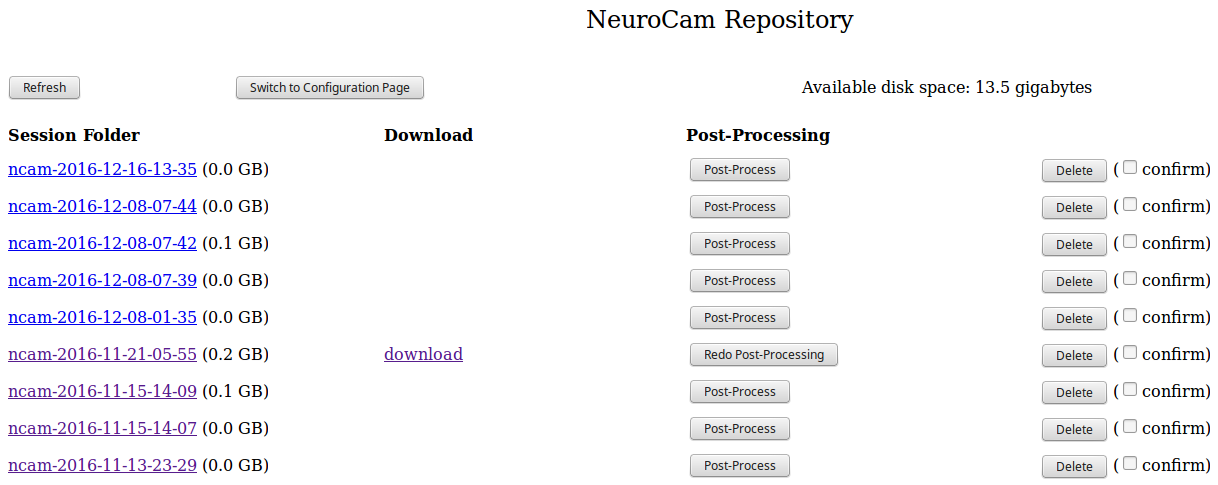 NeuroCam Repository
Refresh Switch to Configuration Page Available disk space: 13.5 gigabytes
Session Folder Download Post-Processing
ncam-2016-12-16-13-35 (0.0 GB) Post-Process Delete ( confirm)
ncam-2016-12-08-07-44 (0.0 GB) Post-Process Delete ( confirm)
ncam-2016-12-08-07-42 (0.1 GB) Post-Process Delete ( confirm)
ncam-2016-12-08-07-39 (0.0 GB) Post-Process Delete ( confirm)
ncam-2016-12-08-01-35 (0.0 GB) Post-Process Delete ( confirm)
ncam-2016-11-21-05-55 (0.2 GB) download Redo Post-Processing Delete ( confirm)
ncam-2016-11-15-14-09 (0.1 GB) Post-Process Delete ( confirm)
ncam-2016-11-15-14-07 (0.0 GB) Post-Process Delete ( confirm)
ncam-2016-11-13-23-29 (0.0 GB) Post-Process Delete ( confirm)